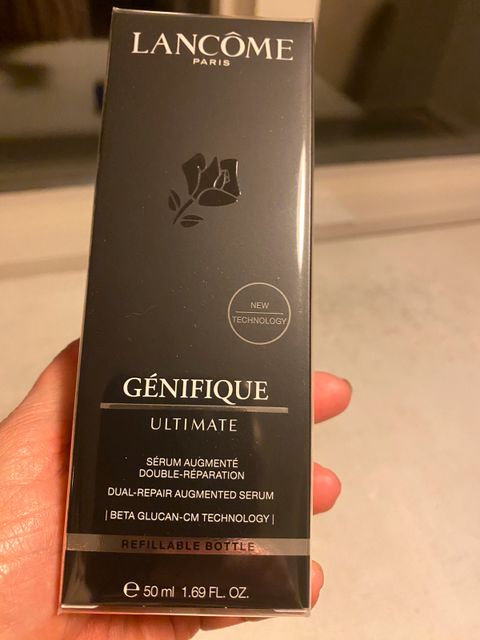 LANCÔME
PARIS
NEW
TECHNOLOGY
GÉNIFIQUE
ULTIMATE
SÉRUM AUGMENTÉ
DOUBLE-RÉPARATION
DUAL-REPAIR AUGMENTED SERUM
| BETA GLUCAN-CM TECHNOLOGY |
REFILLABLE BOTTLE
℮ 50 ml 1.69 FL. OZ.